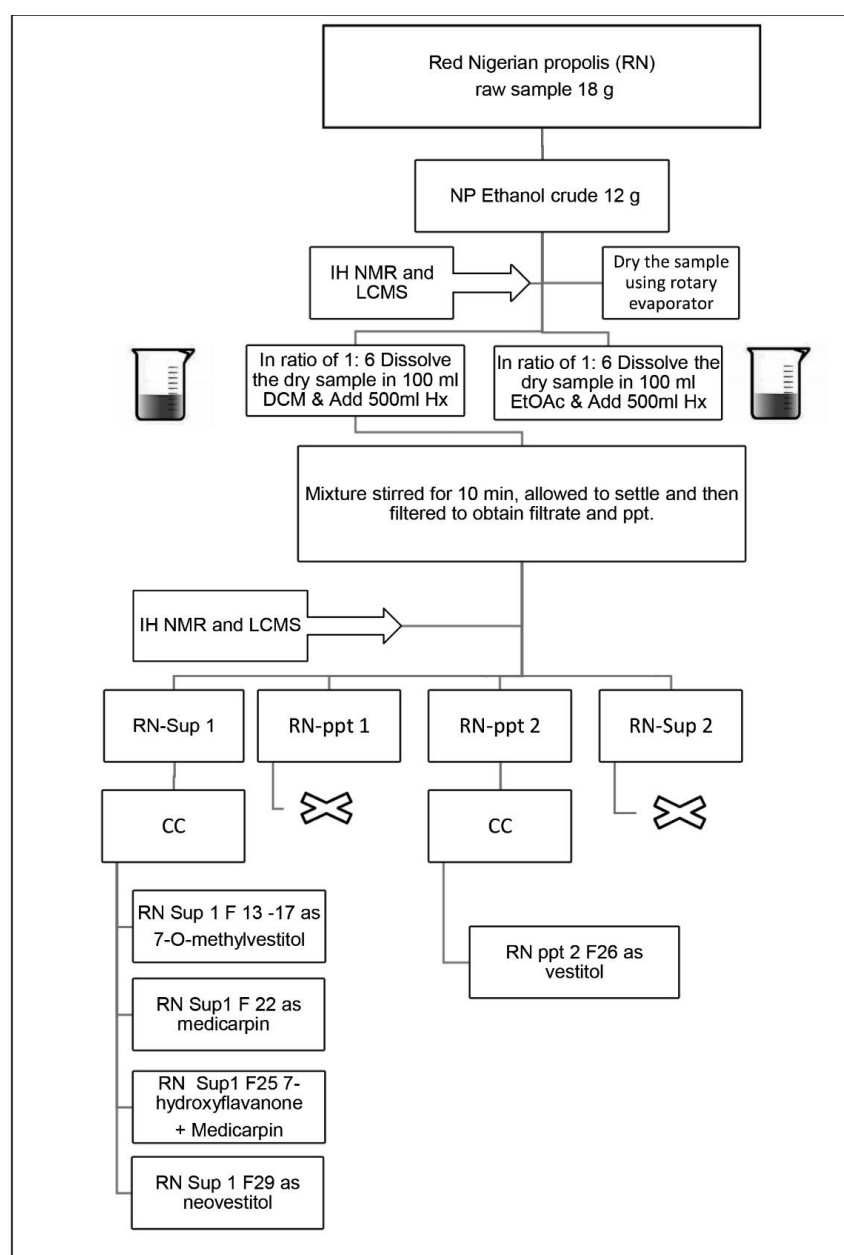 Red Nigerian propolis (RN)
raw sample 18 g
NP Ethanol crude 12 g
IH NMR and
LCMS
Dry the sample
using rotary
evaporator
In ratio of 1: 6 Dissolve
the dry sample in 100 ml
DCM & Add 500ml Hx
In ratio of 1: 6 Dissolve the
dry sample in 100 ml
EtOAc & Add 500ml Hx
Mixture stirred for 10 min, allowed to settle and then
filtered to obtain filtrate and ppt.
IH NMR and LCMS
RN-Sup 1
RN-ppt 1
RN-ppt 2
RN-Sup 2
CC
CC
RN Sup 1 F 13 -17 as
7-O-methylvestitol
RN Sup1 F 22 as
medicarpin
RN Sup1 F25 7-
hydroxyflavanone
+ Medicarpin
RN Sup 1 F29 as
neovestitol
RN ppt 2 F26 as
vestitol